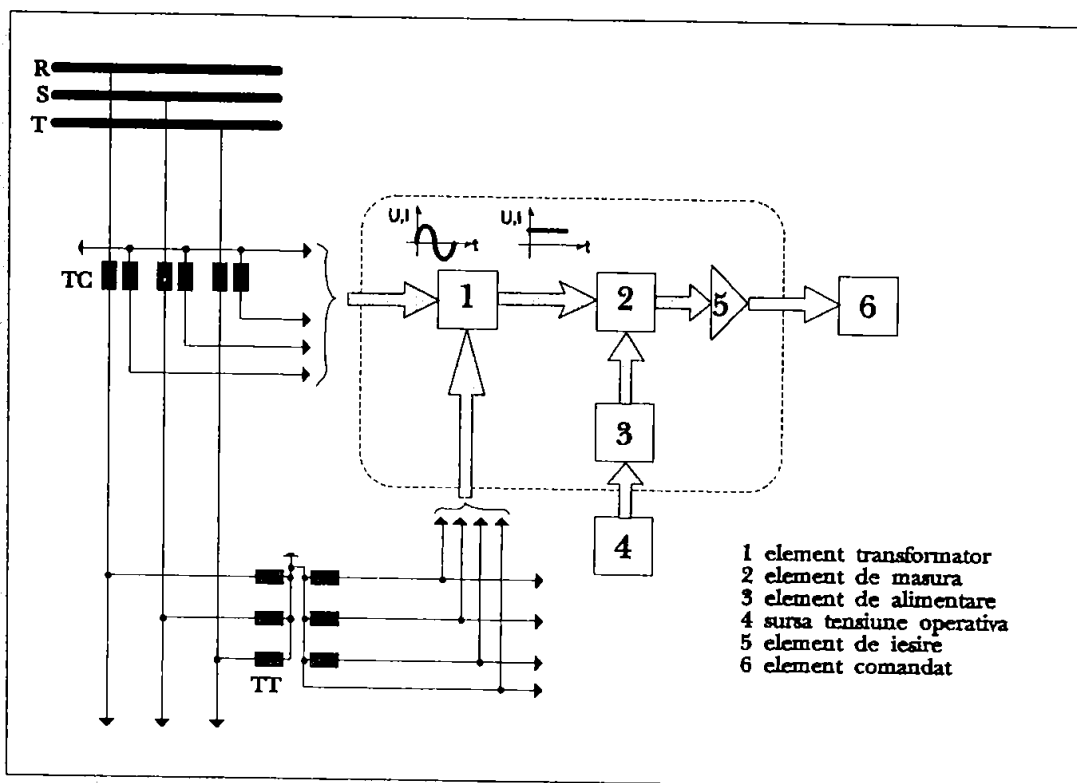 R
S
T
U,I
t
U,I
t
TC
1
2
5
6
3
4
TT
1 element transformator
2 element de masura
3 element de alimentare
4 sursa tensiune operativa
5 element de iesire
6 element comandat